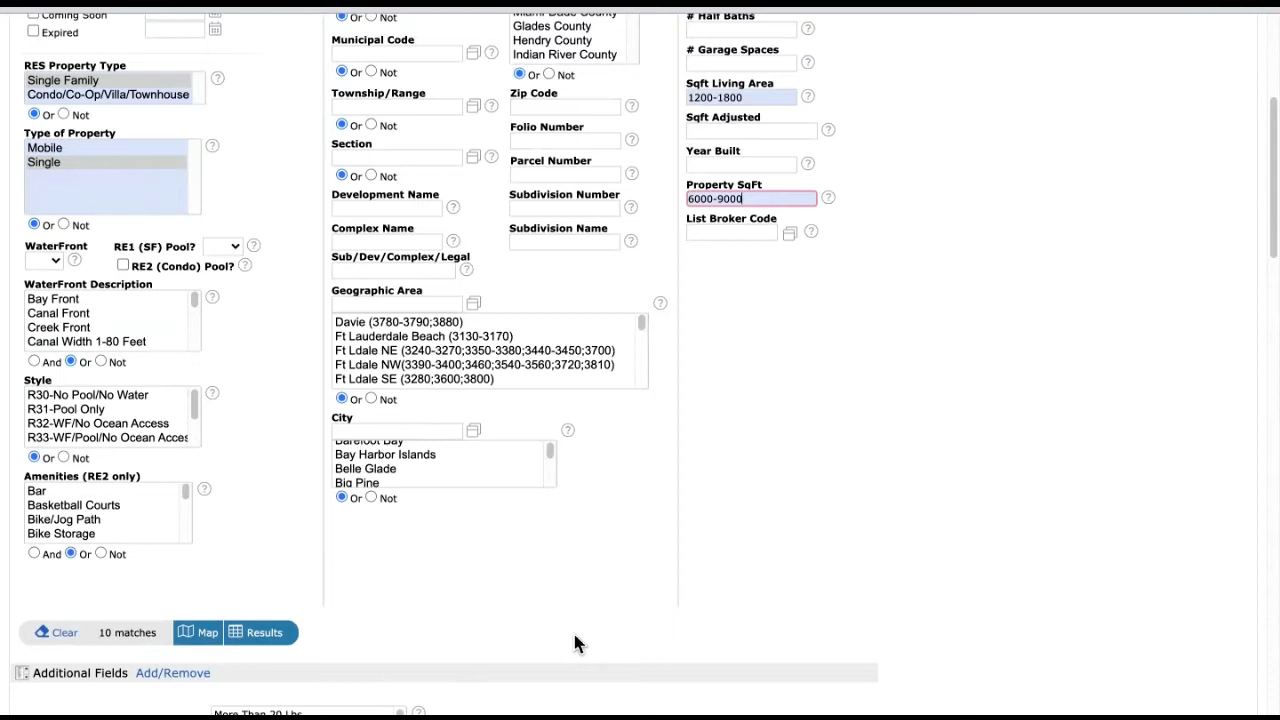 Coming Soon
Expired
RES Property Type
Single Family
Condo/Co-Op/Villa/Townhouse
Or Not
Type of Property
Mobile
Single
Or Not
WaterFront
RE1 (SF) Pool?
RE2 (Condo) Pool?
WaterFront Description
Bay Front
Canal Front
Creek Front
Canal Width 1-80 Feet
And Or Not
Style
R30-No Pool/No Water
R31-Pool Only
R32-WF/No Ocean Access
R33-WF/Pool/No Ocean Acces
Or Not
Amenities (RE2 only)
Bar
Basketball Courts
Bike/Jog Path
Bike Storage
And Or Not
Or Not
Municipal Code
Or Not
Township/Range
Or Not
Section
Or Not
Development Name
Complex Name
Sub/Dev/Complex/Legal
Geographic Area
Davie (3780-3790;3880)
Ft Lauderdale Beach (3130-3170)
Ft Ldale NE (3240-3270;3350-3380;3440-3450;3700)
Ft Ldale NW(3390-3400;3460;3540-3560;3720;3810)
Ft Ldale SE (3280;3600;3800)
Or Not
City
Barefoot Bay
Bay Harbor Islands
Belle Glade
Big Pine
Or Not
Miami-Dade County
Glades County
Hendry County
Indian River County
Or Not
Zip Code
Folio Number
Parcel Number
Subdivision Number
Subdivision Name
# Half Baths
# Garage Spaces
Sqft Living Area
1200-1800
Sqft Adjusted
Year Built
Property SqFt
6000-9000
List Broker Code
Clear 10 matches Map Results
Additional Fields Add/Remove
More Than 20 Lbs